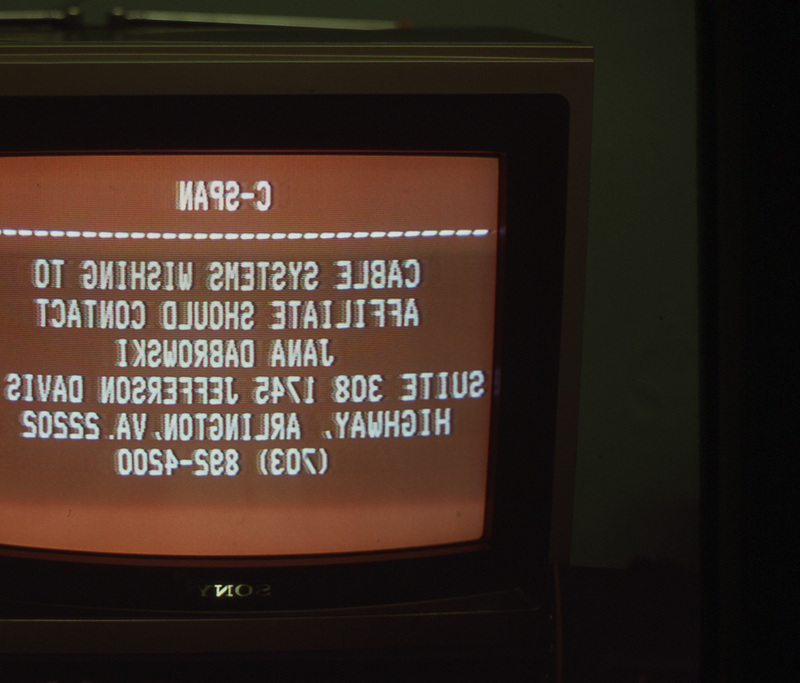 C-SPAN
CABLE SYSTEMS WISHING TO
AFFILIATE SHOULD CONTACT
JANA DABROWSKI
SUITE 308 1745 JEFFERSON DAVIS
HIGHWAY, ARLINGTON,VA.22202
(703) 892-4200
SONY